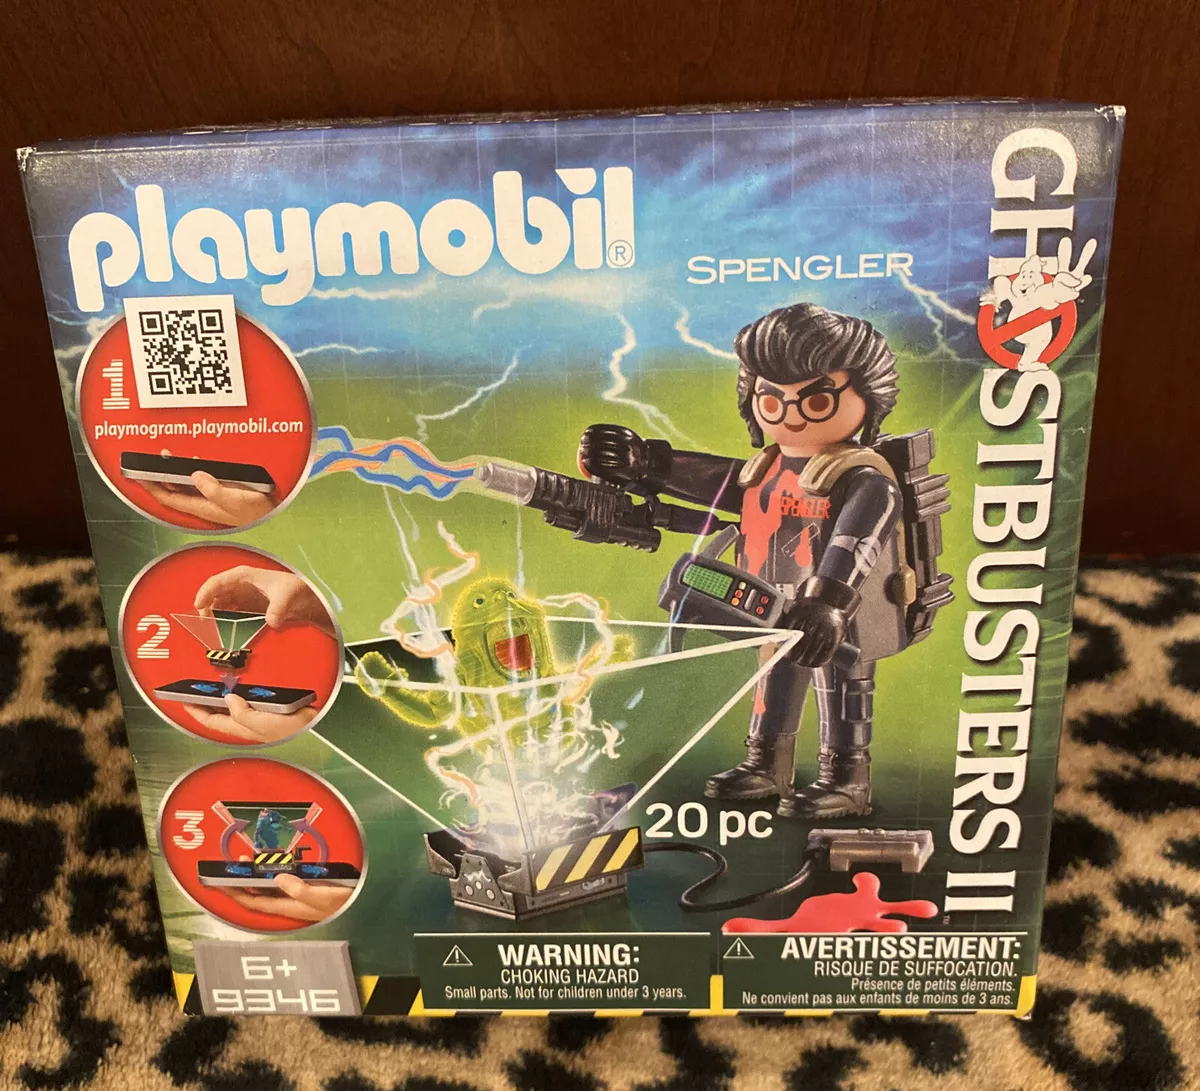 playmobil®
SPENGLER
GHOSTBUSTERS II™
1
playmogram.playmobil.com
SPENGLER
2
3
20 pc
6+
9346
WARNING:
CHOKING HAZARD
Small parts. Not for children under 3 years.
AVERTISSEMENT:
RISQUE DE SUFFOCATION.
Présence de petits éléments.
Ne convient pas aux enfants de moins de 3 ans.